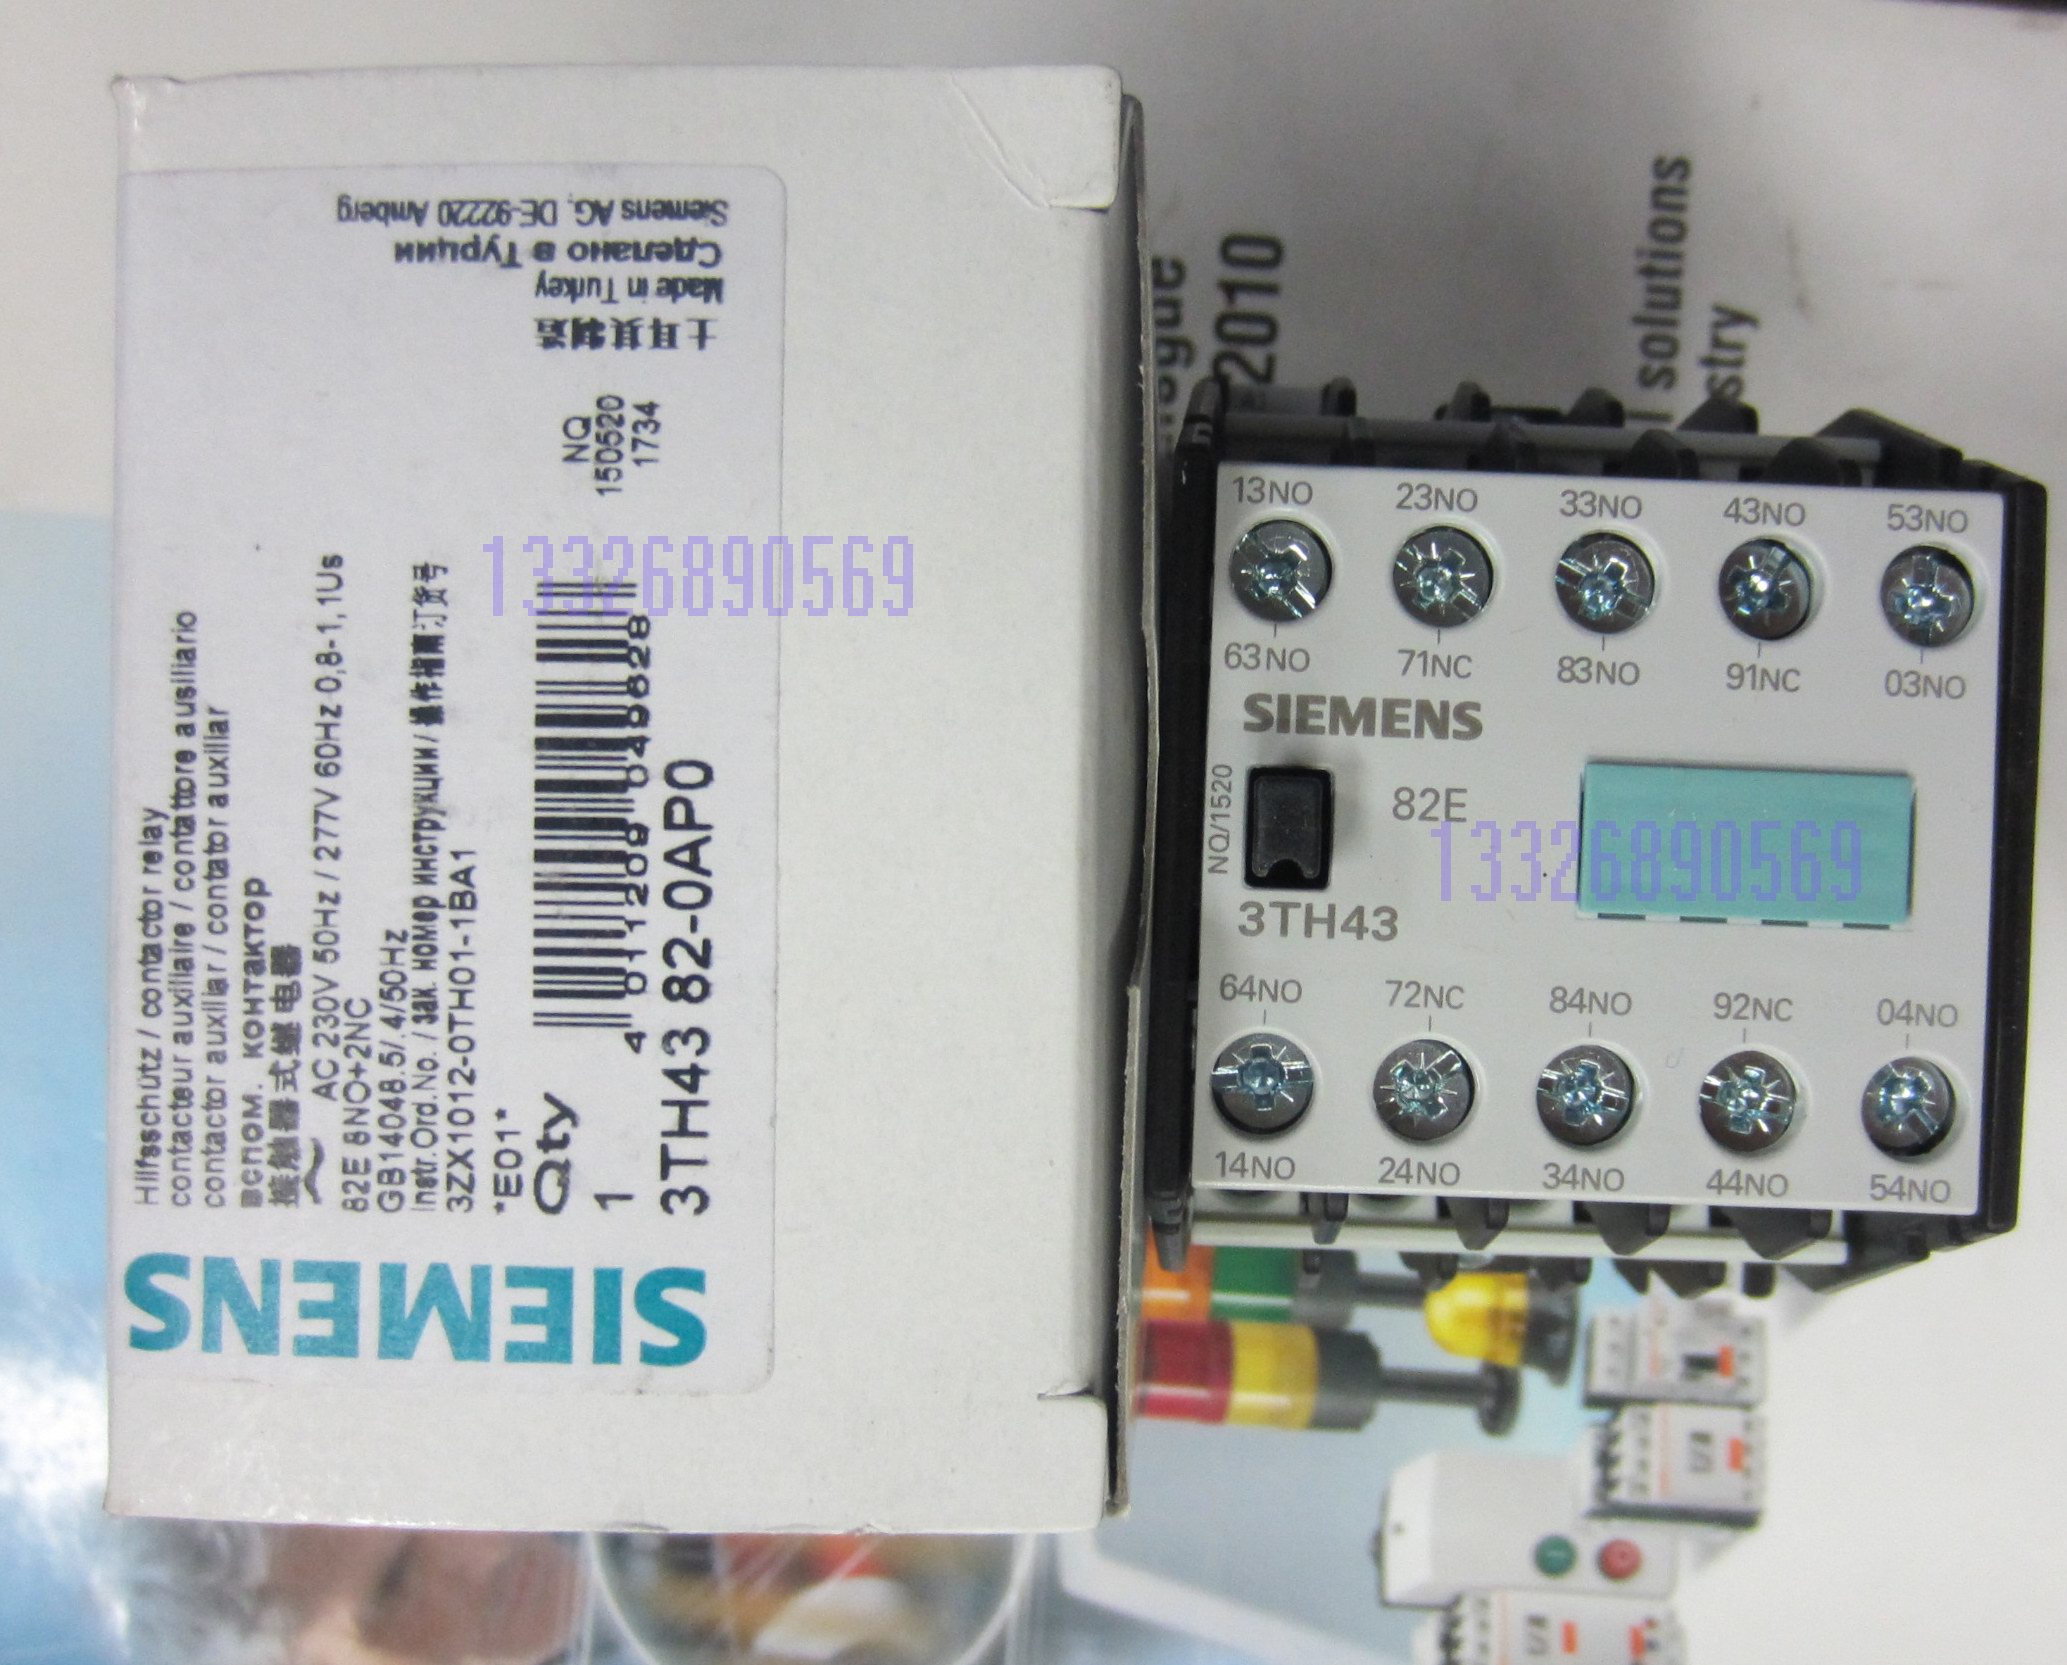 SIEMENS
Hilfsschütz / contactor relay
contacteur auxiliaire / contattore ausiliario
contactor auxiliar / contator auxiliar
вспом. контактор
接触器式继电器
~ AC 230V 50Hz / 277V 60Hz 0,8-1,1Us
82E 8NO+2NC
GB14048.5/.4/50Hz
Instr.Ord.No. / зак. номер инструкции / 操作指南订货号
3ZX1012-0TH01-1BA1
*E01*
Qty
1
4 011209 049628
3TH43 82-0AP0
NQ
150520
1734
Siemens AG, DE-92220 Amberg
Сделано в Турции
Made in Turkey
土耳其制造
13326890569
2010
solutions
stry
13NO 23NO 33NO 43NO 53NO
63NO 71NC 83NO 91NC 03NO
SIEMENS
NQ/1520
82E
13326890569
3TH43
64NO 72NC 84NO 92NC 04NO
14NO 24NO 34NO 44NO 54NO